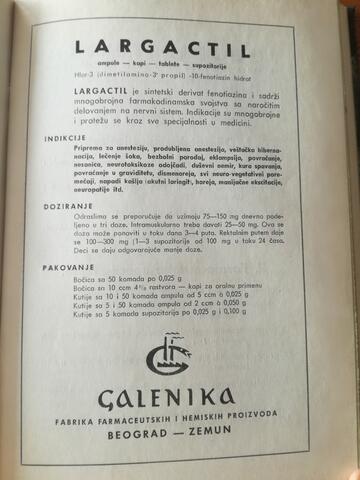 LARGACTIL
ampule — kapi — tablete — supozitorije
Hlor-3 (dimetilamino-3' propil) -10-fenotiazin hidrat
LARGACTIL je sintetski derivat fenotiazina i sadrži
mnogobrojna farmakodinamska svojstva sa naročitim
delovanjem na nervni sistem. Indikacije su mnogobrojne
i protežu se kroz sve specijalnosti u medicini.
INDIKCIJE
Priprema za anesteziju, produbljena anestezija, veštačka hiberna-
nacija, lečenje šoka, bezbolni porođaj, eklampsija, povraćanje,
nesanica, neurotoksikoze odojčadi, duševni nemir, kura spavanja,
povraćanje u graviditetu, dismenoreja, svi neuro-vegetativni pore-
mećaji, napadi kašlja (akutni laringit), horeja, manijačne ekscitacije,
neuropatije itd.
DOZIRANJE
Odraslima se preporučuje da uzimaju 75—150 mg dnevno podel-
jeno u tri doze. Intramuskularno treba davati 25—50 mg. Ova se
doza može ponoviti u toku dana 3—4 puta. Rektalnim putem daje
se 100—300 mg (1—3 supozitorije od 100 mg u toku 24 časa.
Deci se daju odgovarajuće manje doze.
PAKOVANJE
Bočica sa 50 komada po 0,025 g
Bočica sa 10 ccm 4% rastvora — kapi za oralnu primenu
Kutije sa 10 i 50 komada ampula od 5 ccm à 0,025 g
Kutije sa 5 i 50 komada ampula od 2 ccm à 0,050 g
Kutije sa 5 komada supozitorija po 0,025 g i 0,100 g
GALENIKA
FABRIKA FARMACEUTSKIH I HEMISKIH PROIZVODA
BEOGRAD — ZEMUN